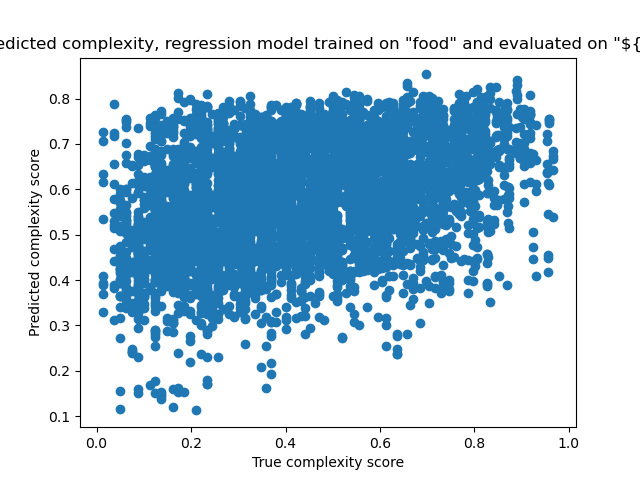 edicted complexity, regression model trained on "food" and evaluated on "${
0.8
0.7
0.6
0.5
0.4
0.3
0.2
0.1
Predicted complexity score
0.0 0.2 0.4 0.6 0.8 1.0
True complexity score